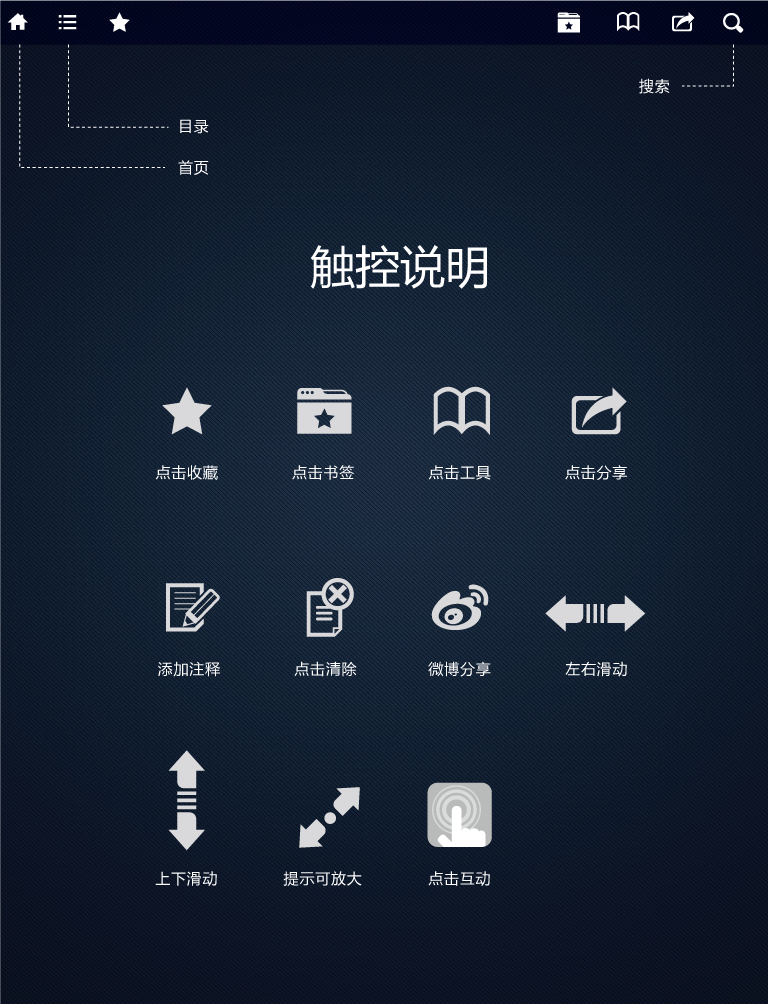 搜索
目录
首页
触控说明
点击收藏 点击书签 点击工具 点击分享
添加注释 点击清除 微博分享 左右滑动
上下滑动 提示可放大 点击互动